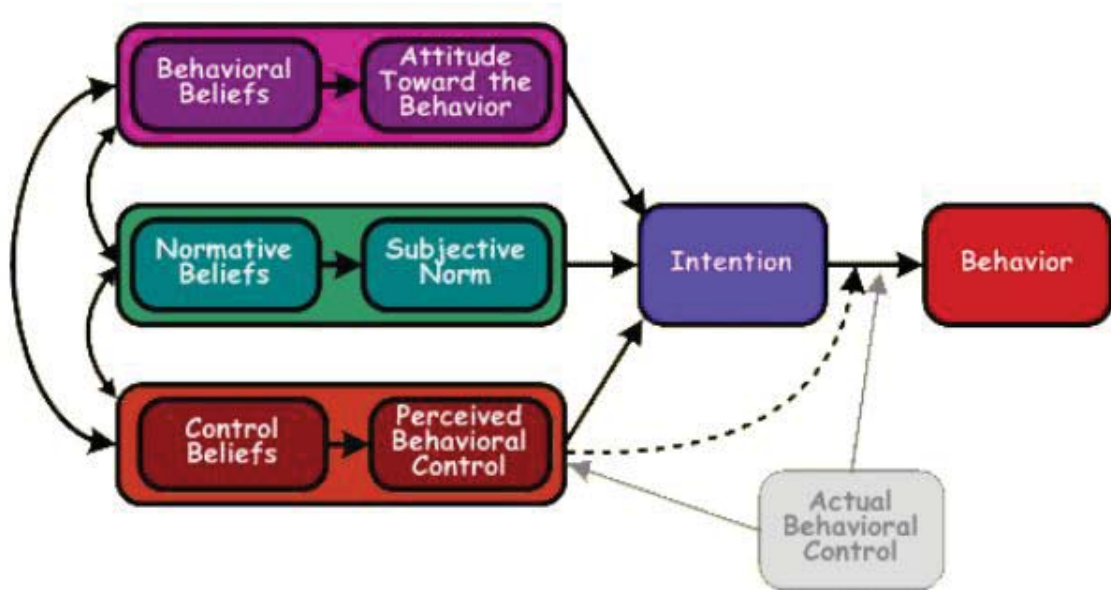 Behavioral
Beliefs
Attitude
Toward the
Behavior
Normative
Beliefs
Subjective
Norm
Intention
Behavior
Control
Beliefs
Perceived
Behavioral
Control
Actual
Behavioral
Control